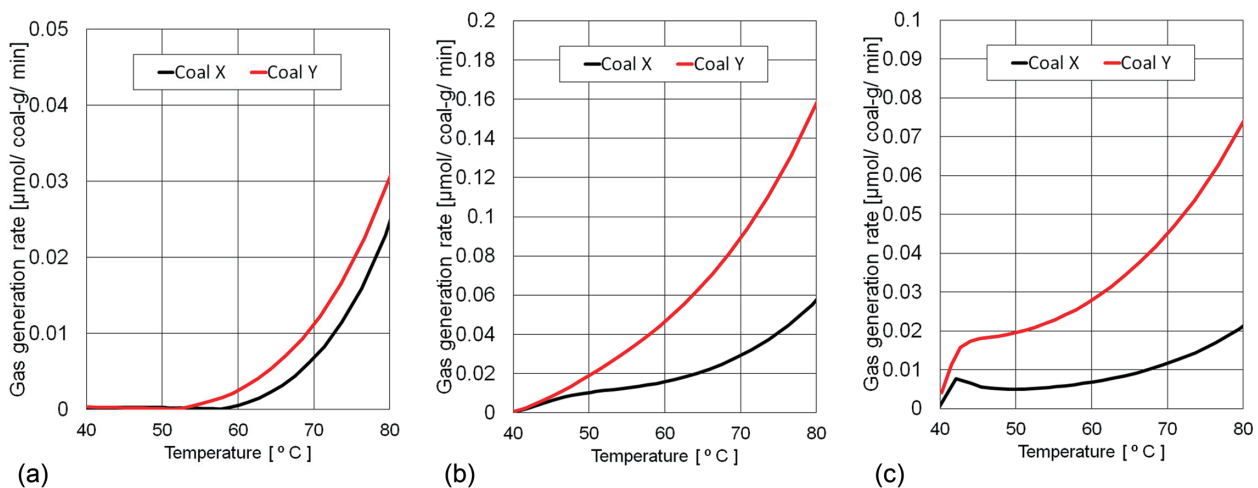 Gas generation rate [µmol/ coal-g/ min]
0.05
0.04
0.03
0.02
0.01
0
Coal X Coal Y
40 50 60 70 80
Temperature [ º C ]
(a)
Gas generation rate [µmol/ coal-g/ min]
0.2
0.18
0.16
0.14
0.12
0.1
0.08
0.06
0.04
0.02
0
Coal X Coal Y
40 50 60 70 80
Temperature [ º C ]
(b)
Gas generation rate [µmol/ coal-g/ min]
0.1
0.09
0.08
0.07
0.06
0.05
0.04
0.03
0.02
0.01
0
Coal X Coal Y
40 50 60 70 80
Temperature [ º C ]
(c)